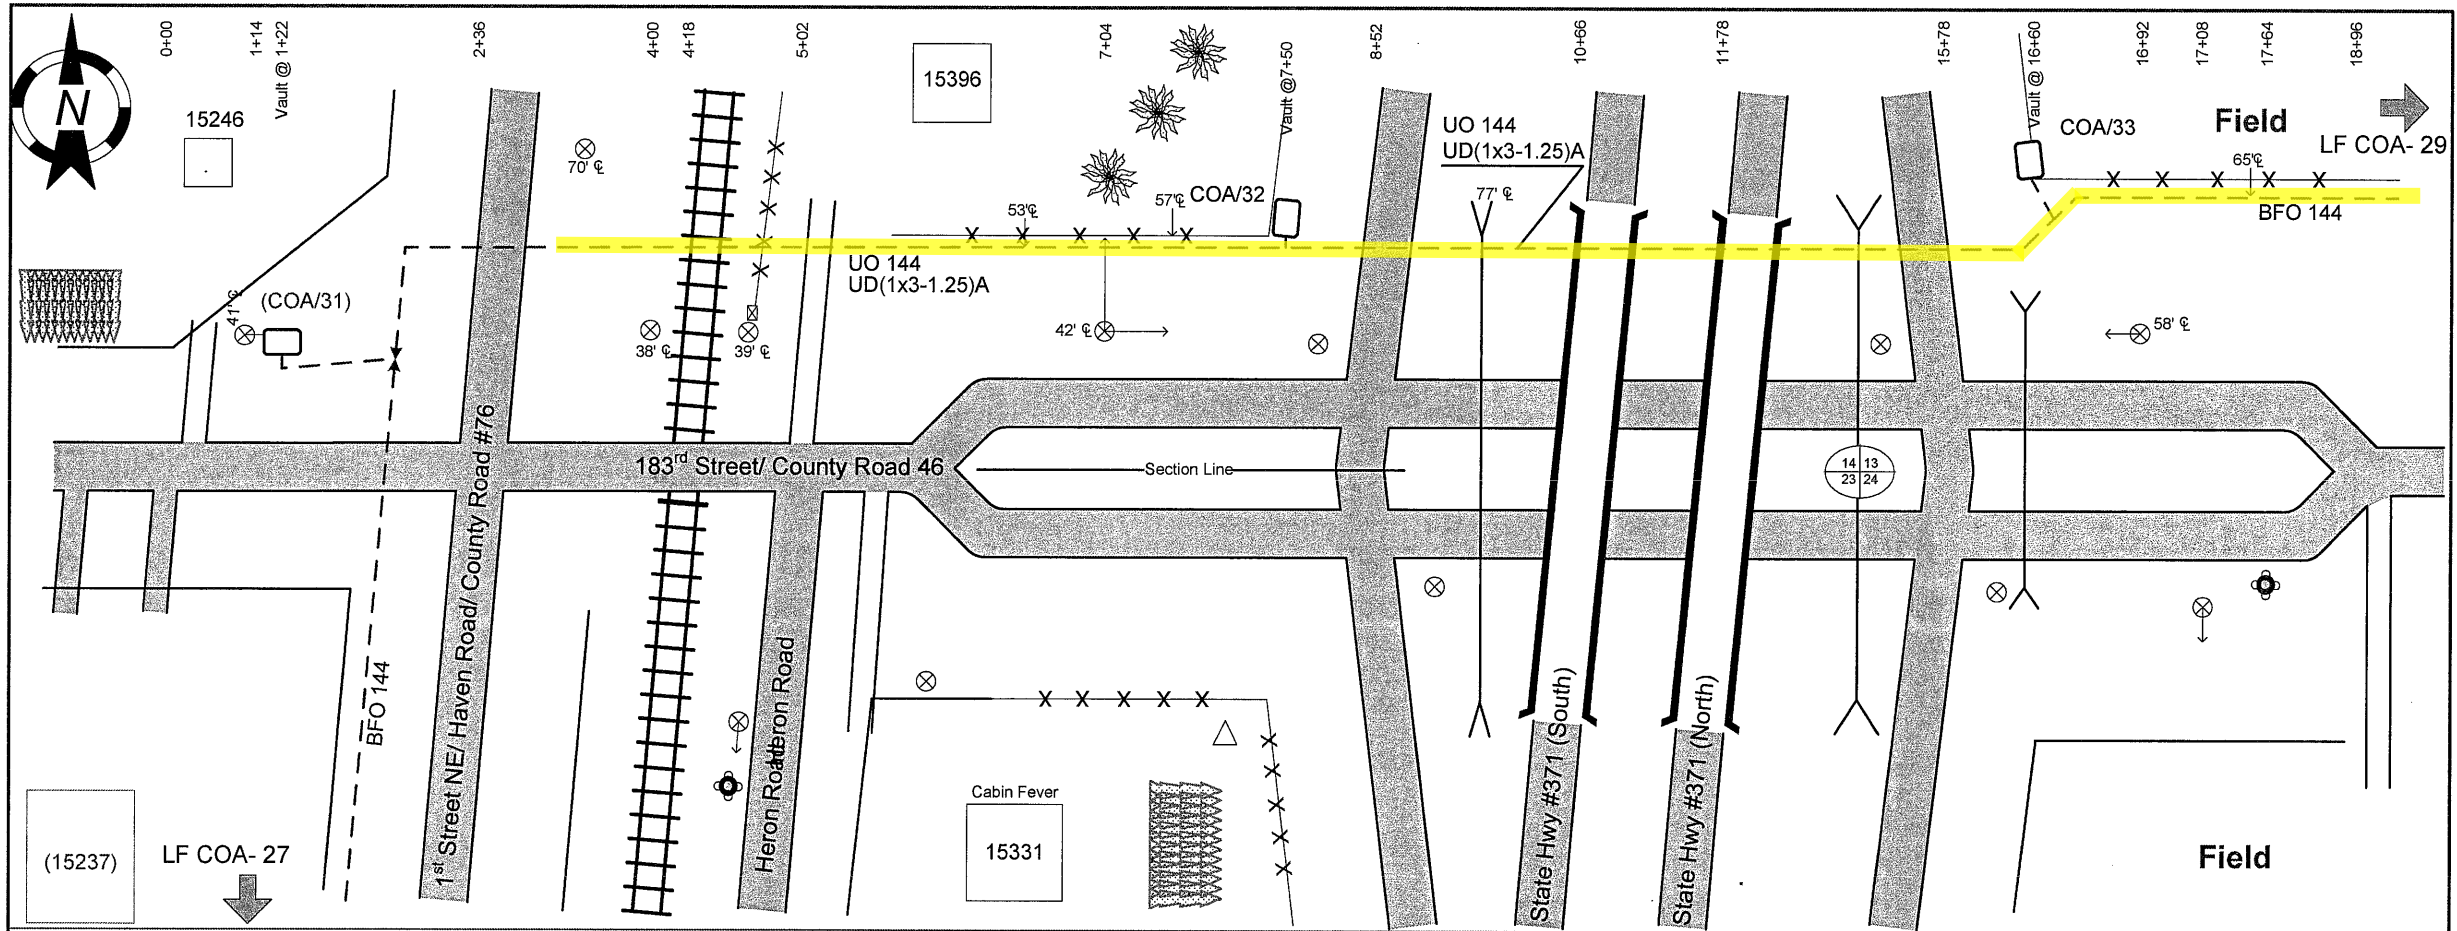 0+00
1+14
Vault @ 1+22
2+36
4+00
4+18
5+02
7+04
Vault @7+50
8+52
10+66
11+78
15+78
Vault @ 16+60
16+92
17+08
17+64
18+96
N
15246
70' ℄
15396
57'℄
COA/32
53'℄
UO 144
UD(1x3-1.25)A
77' ℄
COA/33
Field
LF COA- 29
65'℄
BFO 144
UO 144
UD(1x3-1.25)A
41' ℄
(COA/31)
38' ℄
39' ℄
42' ℄
58' ℄
183rd Street/ County Road 46
Section Line
14 13
23 24
1st Street NE/ Haven Road/ County Road #76
BFO 144
Heron Road
Heron Road
State Hwy #371 (South)
State Hwy #371 (North)
Cabin Fever
15331
(15237)
LF COA- 27
Field